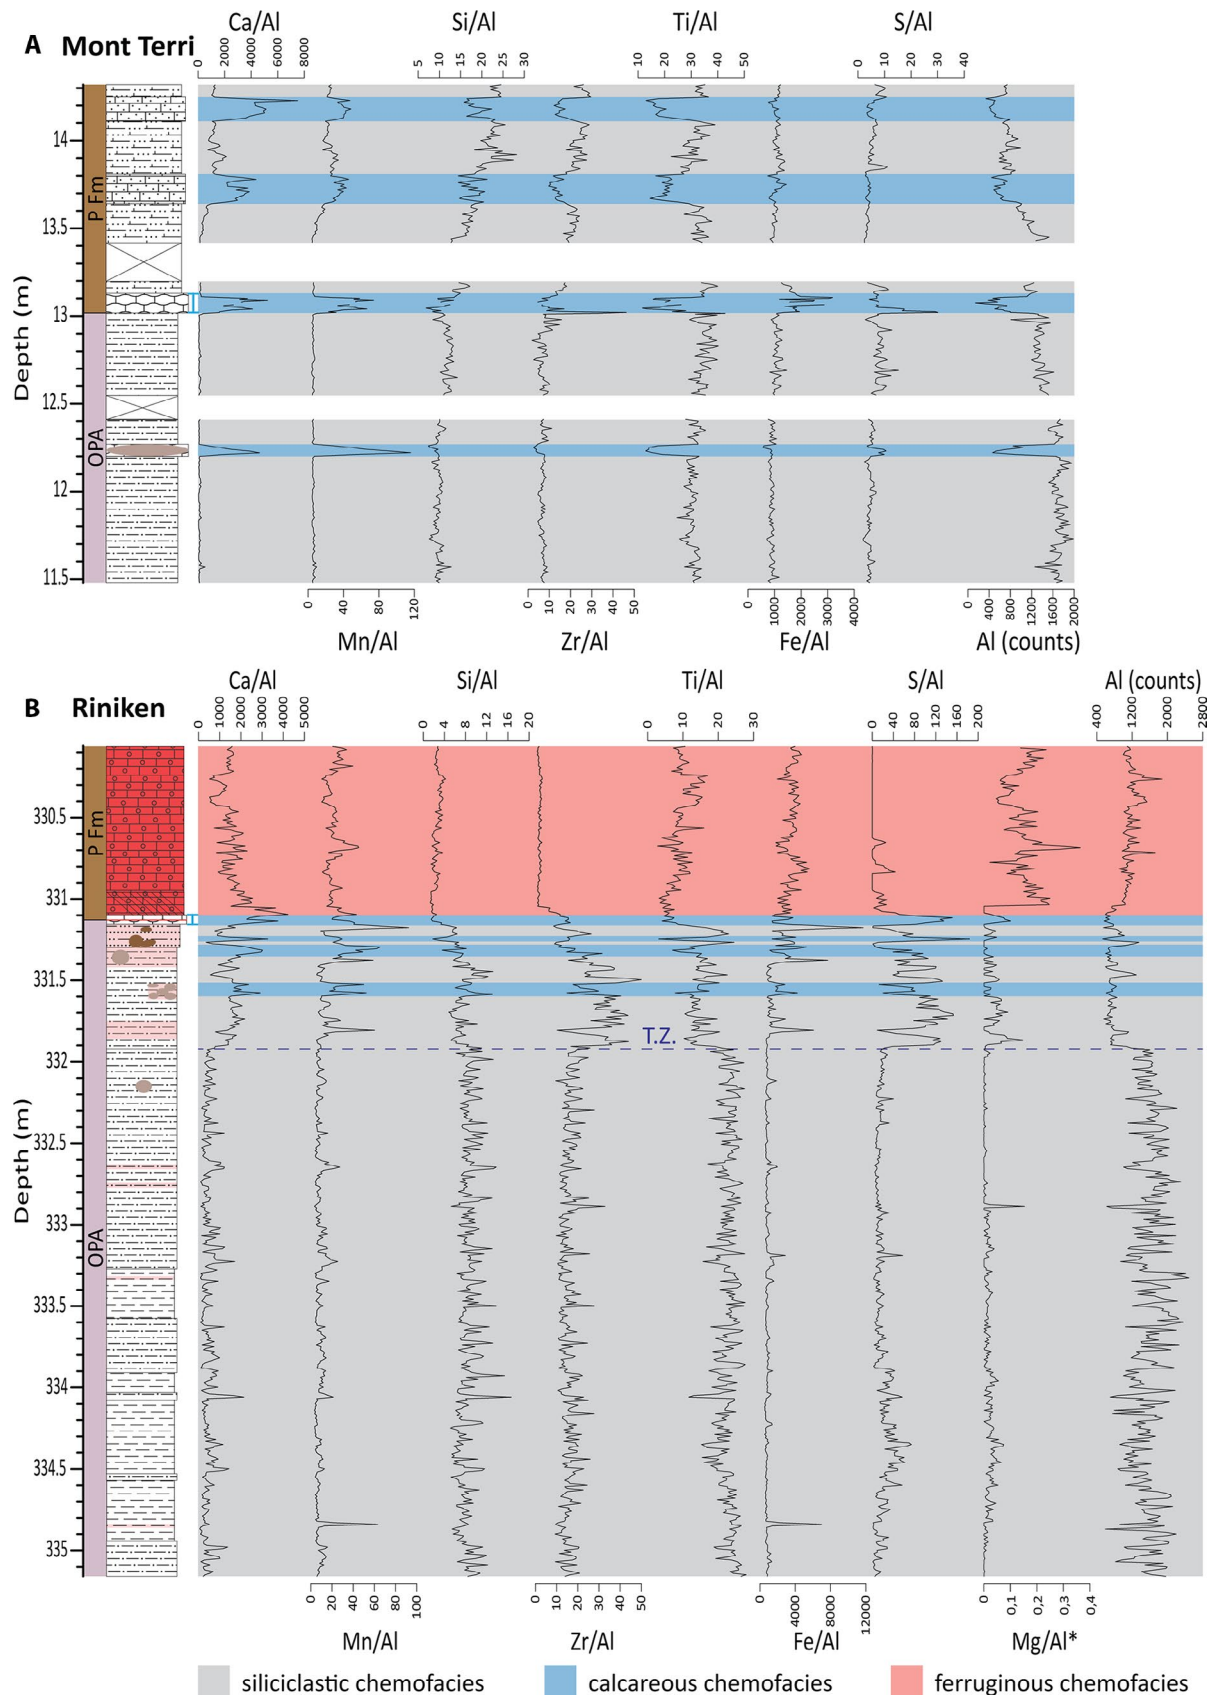 A Mont Terri
Ca/Al Si/Al Ti/Al S/Al
0 2000 4000 6000 8000
5 10 15 20 25 30
10 20 30 40 50
0 10 20 30 40
Depth (m)
P Fm
OPA
14
13.5
13
12.5
12
11.5
0 40 80 120
0 10 20 30 40 50
0 1000 2000 3000 4000
0 400 800 1200 1600 2000
Mn/Al Zr/Al Fe/Al Al (counts)
B Riniken
Ca/Al Si/Al Ti/Al S/Al Al (counts)
0 1000 2000 3000 4000 5000
0 4 8 12 16 20
0 10 20 30
0 40 80 120 160 200
400 1200 2000 2800
Depth (m)
P Fm
OPA
330.5
331
331.5
T.Z.
332
332.5
333
333.5
334
334.5
335
0 20 40 60 80 100
0 10 20 30 40 50
0 4000 8000 12000
0 0,1 0,2 0,3 0,4
Mn/Al Zr/Al Fe/Al Mg/Al*
siliciclastic chemofacies calcareous chemofacies ferruginous chemofacies